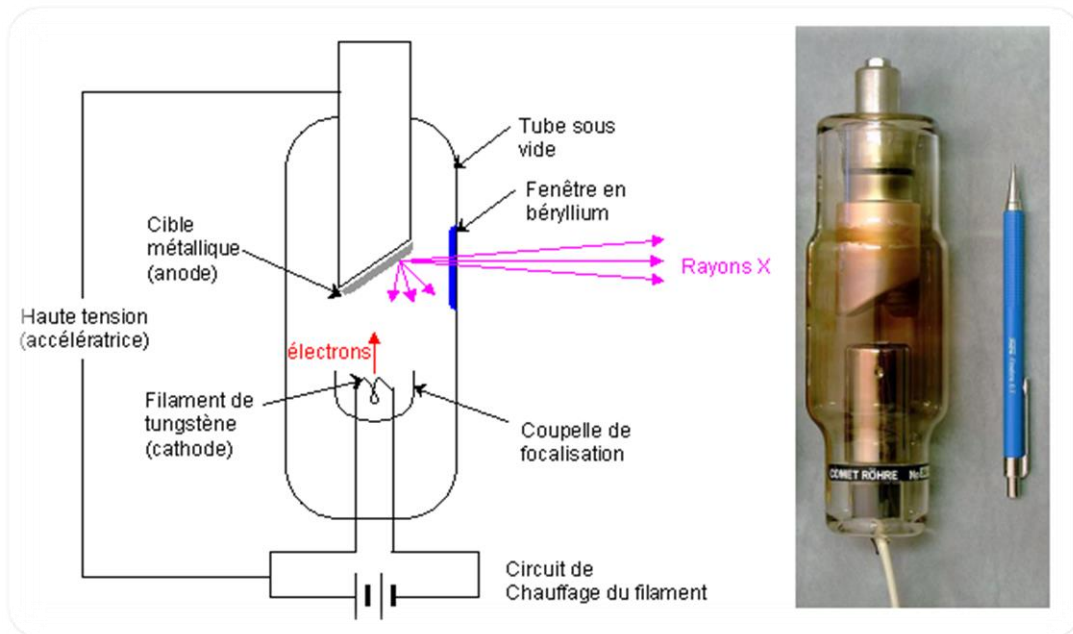 Tube sous
vide
Fenêtre en
béryllium
Cible
métallique
(anode)
Rayons X
Haute tension
(accélératrice)
électrons
Filament de
tungstène
(cathode)
Coupelle de
focalisation
COMET RÖHRE No
Circuit de
Chauffage du filament